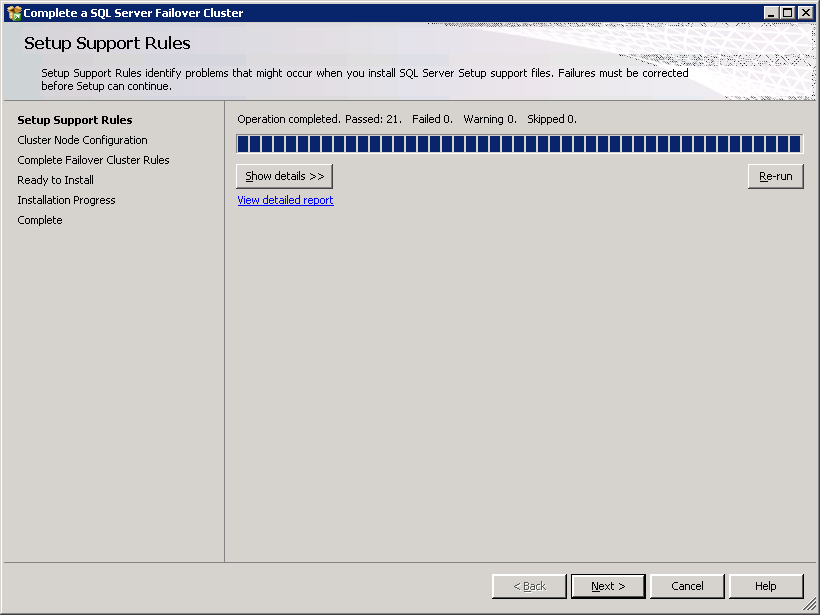 Complete a SQL Server Failover Cluster
Setup Support Rules
Setup Support Rules identify problems that might occur when you install SQL Server Setup support files. Failures must be corrected
before Setup can continue.
Setup Support Rules
Cluster Node Configuration
Complete Failover Cluster Rules
Ready to Install
Installation Progress
Complete
Operation completed. Passed: 21. Failed 0. Warning 0. Skipped 0.
Show details >>
Re-run
View detailed report
< Back
Next >
Cancel
Help